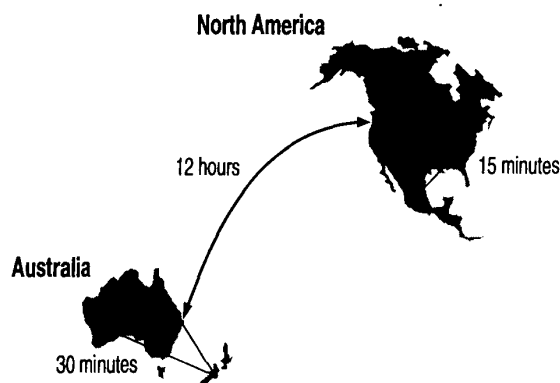 North America
12 hours
15 minutes
Australia
30 minutes